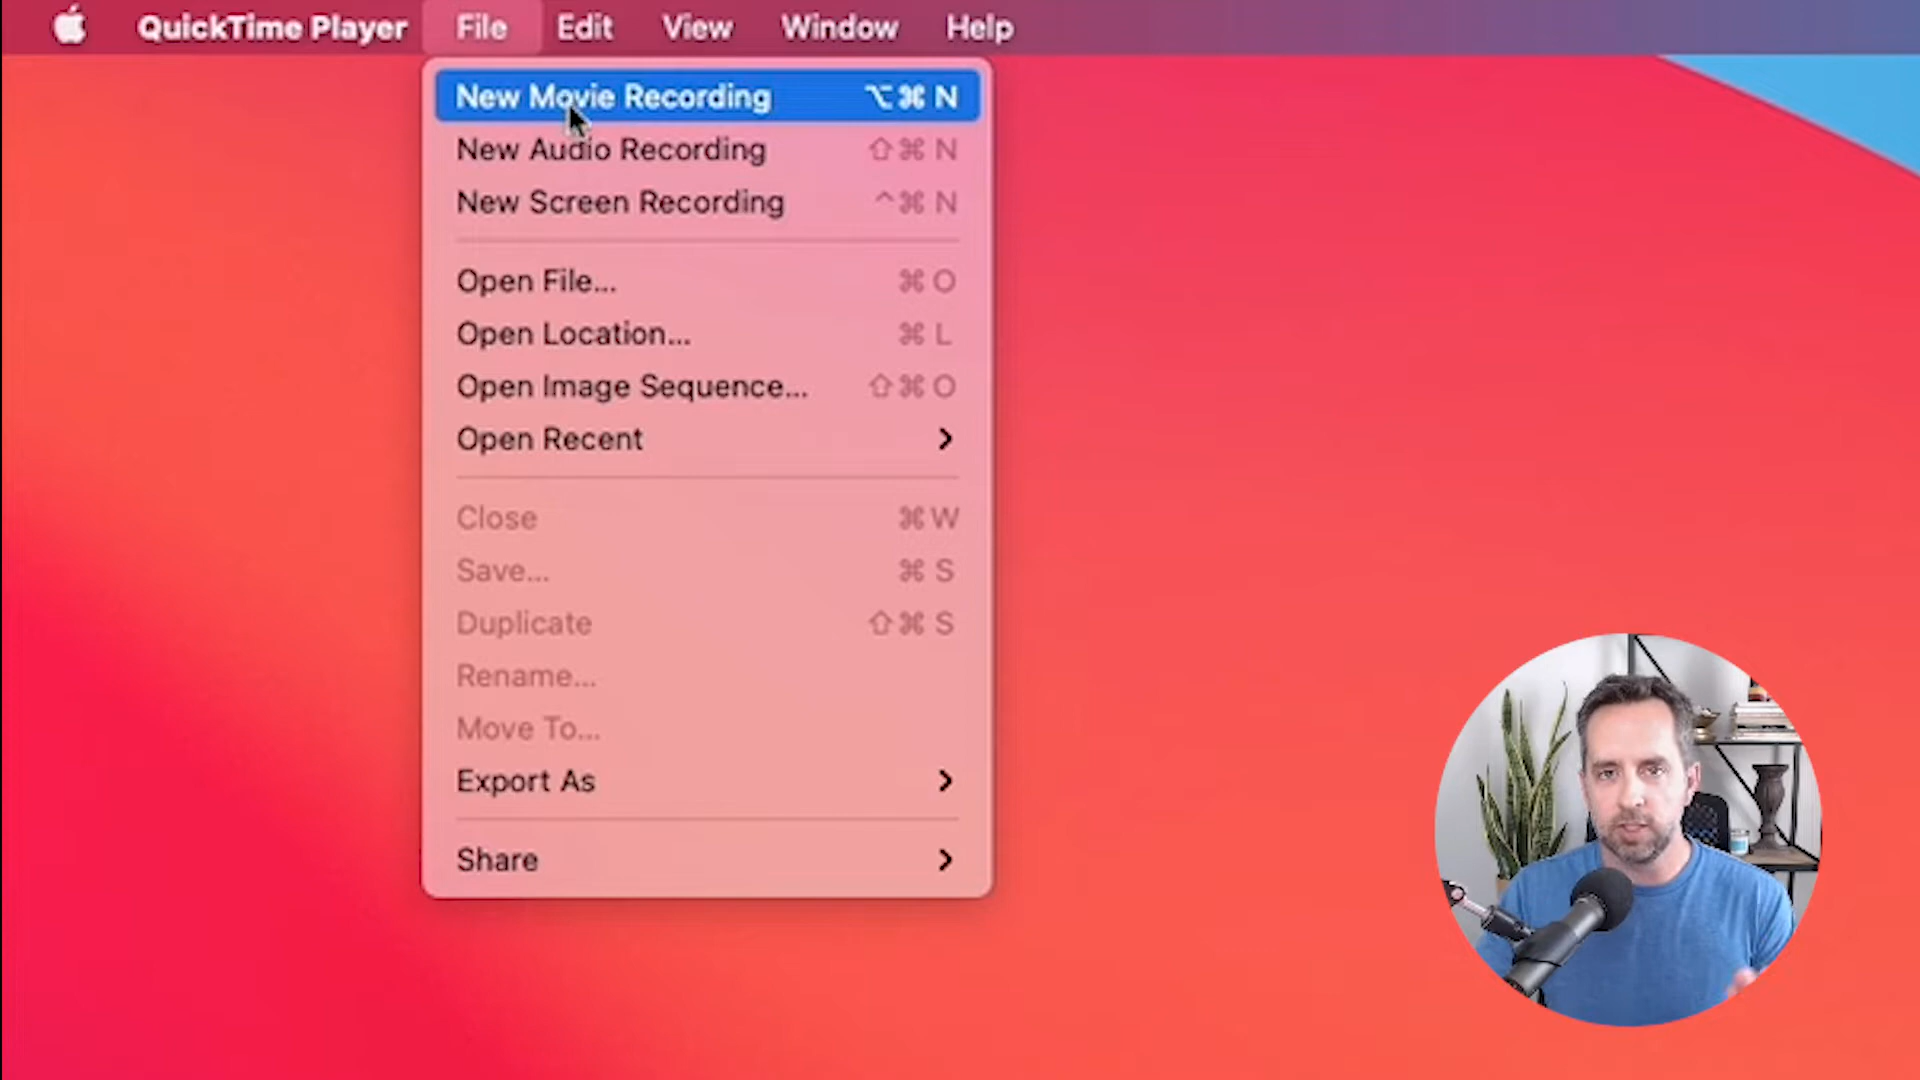 QuickTime Player File Edit View Window Help
New Movie Recording ⌥⌘ N
New Audio Recording ⇧⌘ N
New Screen Recording ^⌘ N
Open File... ⌘ O
Open Location... ⌘ L
Open Image Sequence... ⇧⌘ O
Open Recent >
Close ⌘ W
Save... ⌘ S
Duplicate ⇧⌘ S
Rename...
Move To...
Export As >
Share >